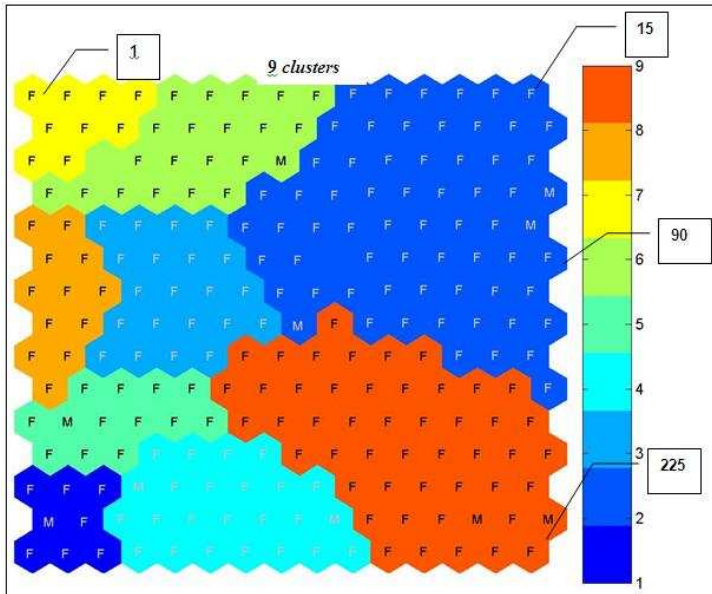 1
15
9 clusters
F F F F F F F F F F F F F F F
F F F F F F F F F F F F F F F
F F F F F F M F F F F F F F
F F F F F F F F F F F F F F M
F F F F F F F F F F F F F F M
F F F F F F F F F F F F F F
F F F F F F F F F F F F F F F
F F F F F F F M F F F F F F F
F F F F F F F F F F F F F F F
F F F F F F F F F F F F F F F
F M F F F F F F F F F F F F F
F F F F F F F F F F F F F F F
F F F M F F F F F F F F F F F
M F F F F F F F M F F F M F M
F F F F F F F F F F F F F F F
9
8
7
6
5
4
3
2
1
90
225